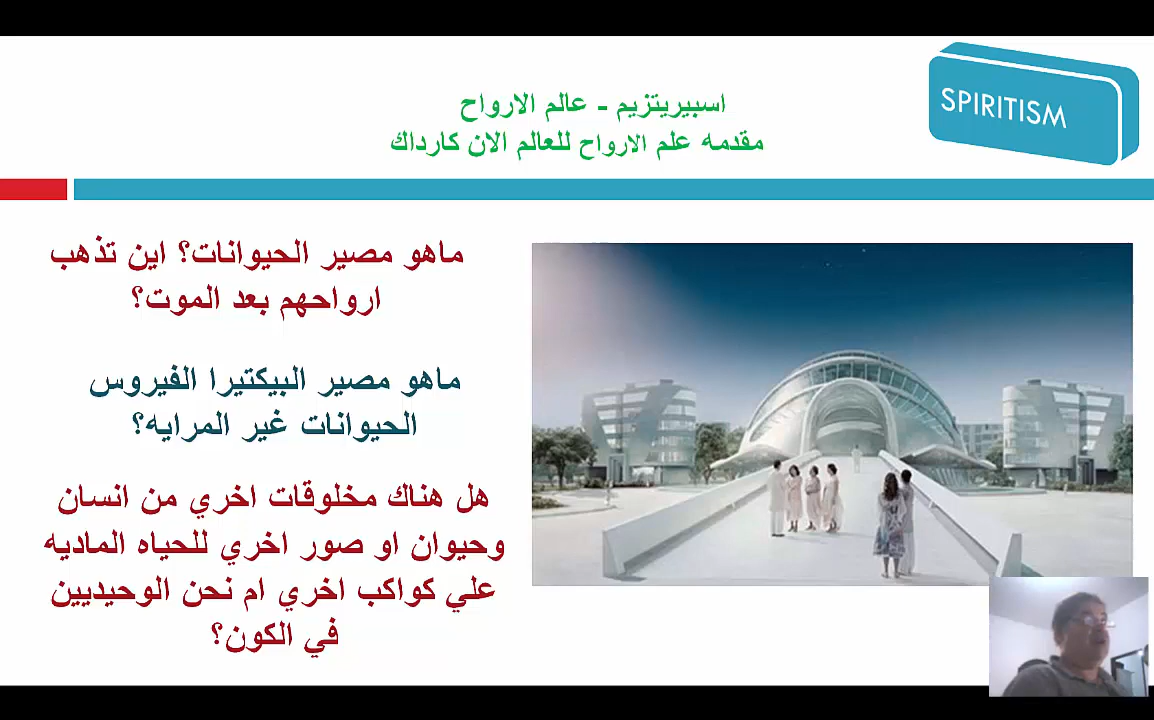 SPIRITISM
اسبيريتزيم - عالم الارواح
مقدمه علم الارواح للعالم الان كارداك
ماهو مصير الحيوانات؟ اين تذهب
ارواحهم بعد الموت؟
ماهو مصير البيكتيرا الفيروس
الحيوانات غير المرايه؟
هل هناك مخلوقات اخري من انسان
وحيوان او صور اخري للحياه الماديه
علي كواكب اخري ام نحن الوحيديين
في الكون؟